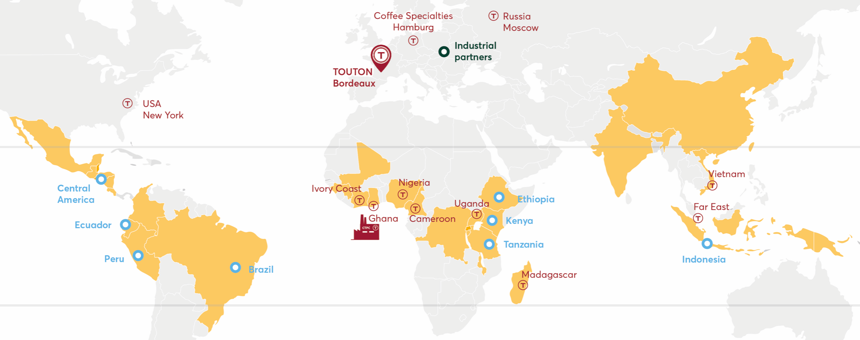 Coffee Specialties
Hamburg
Russia
Moscow
Industrial
partners
TOUTON
Bordeaux
USA
New York
Central
America
Ecuador
Peru
Brazil
Ivory Coast
Nigeria
Ghana
Cameroon
Uganda
Ethiopia
Kenya
Tanzania
Madagascar
Vietnam
Far East
Indonesia